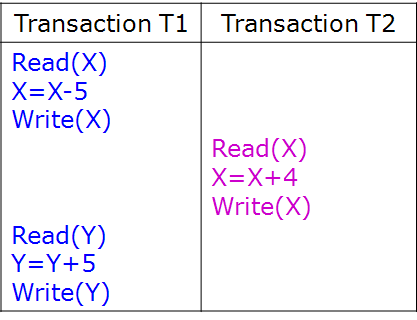 Transaction T1 Transaction T2
Read(X)
X=X-5
Write(X)
Read(X)
X=X+4
Write(X)
Read(Y)
Y=Y+5
Write(Y)